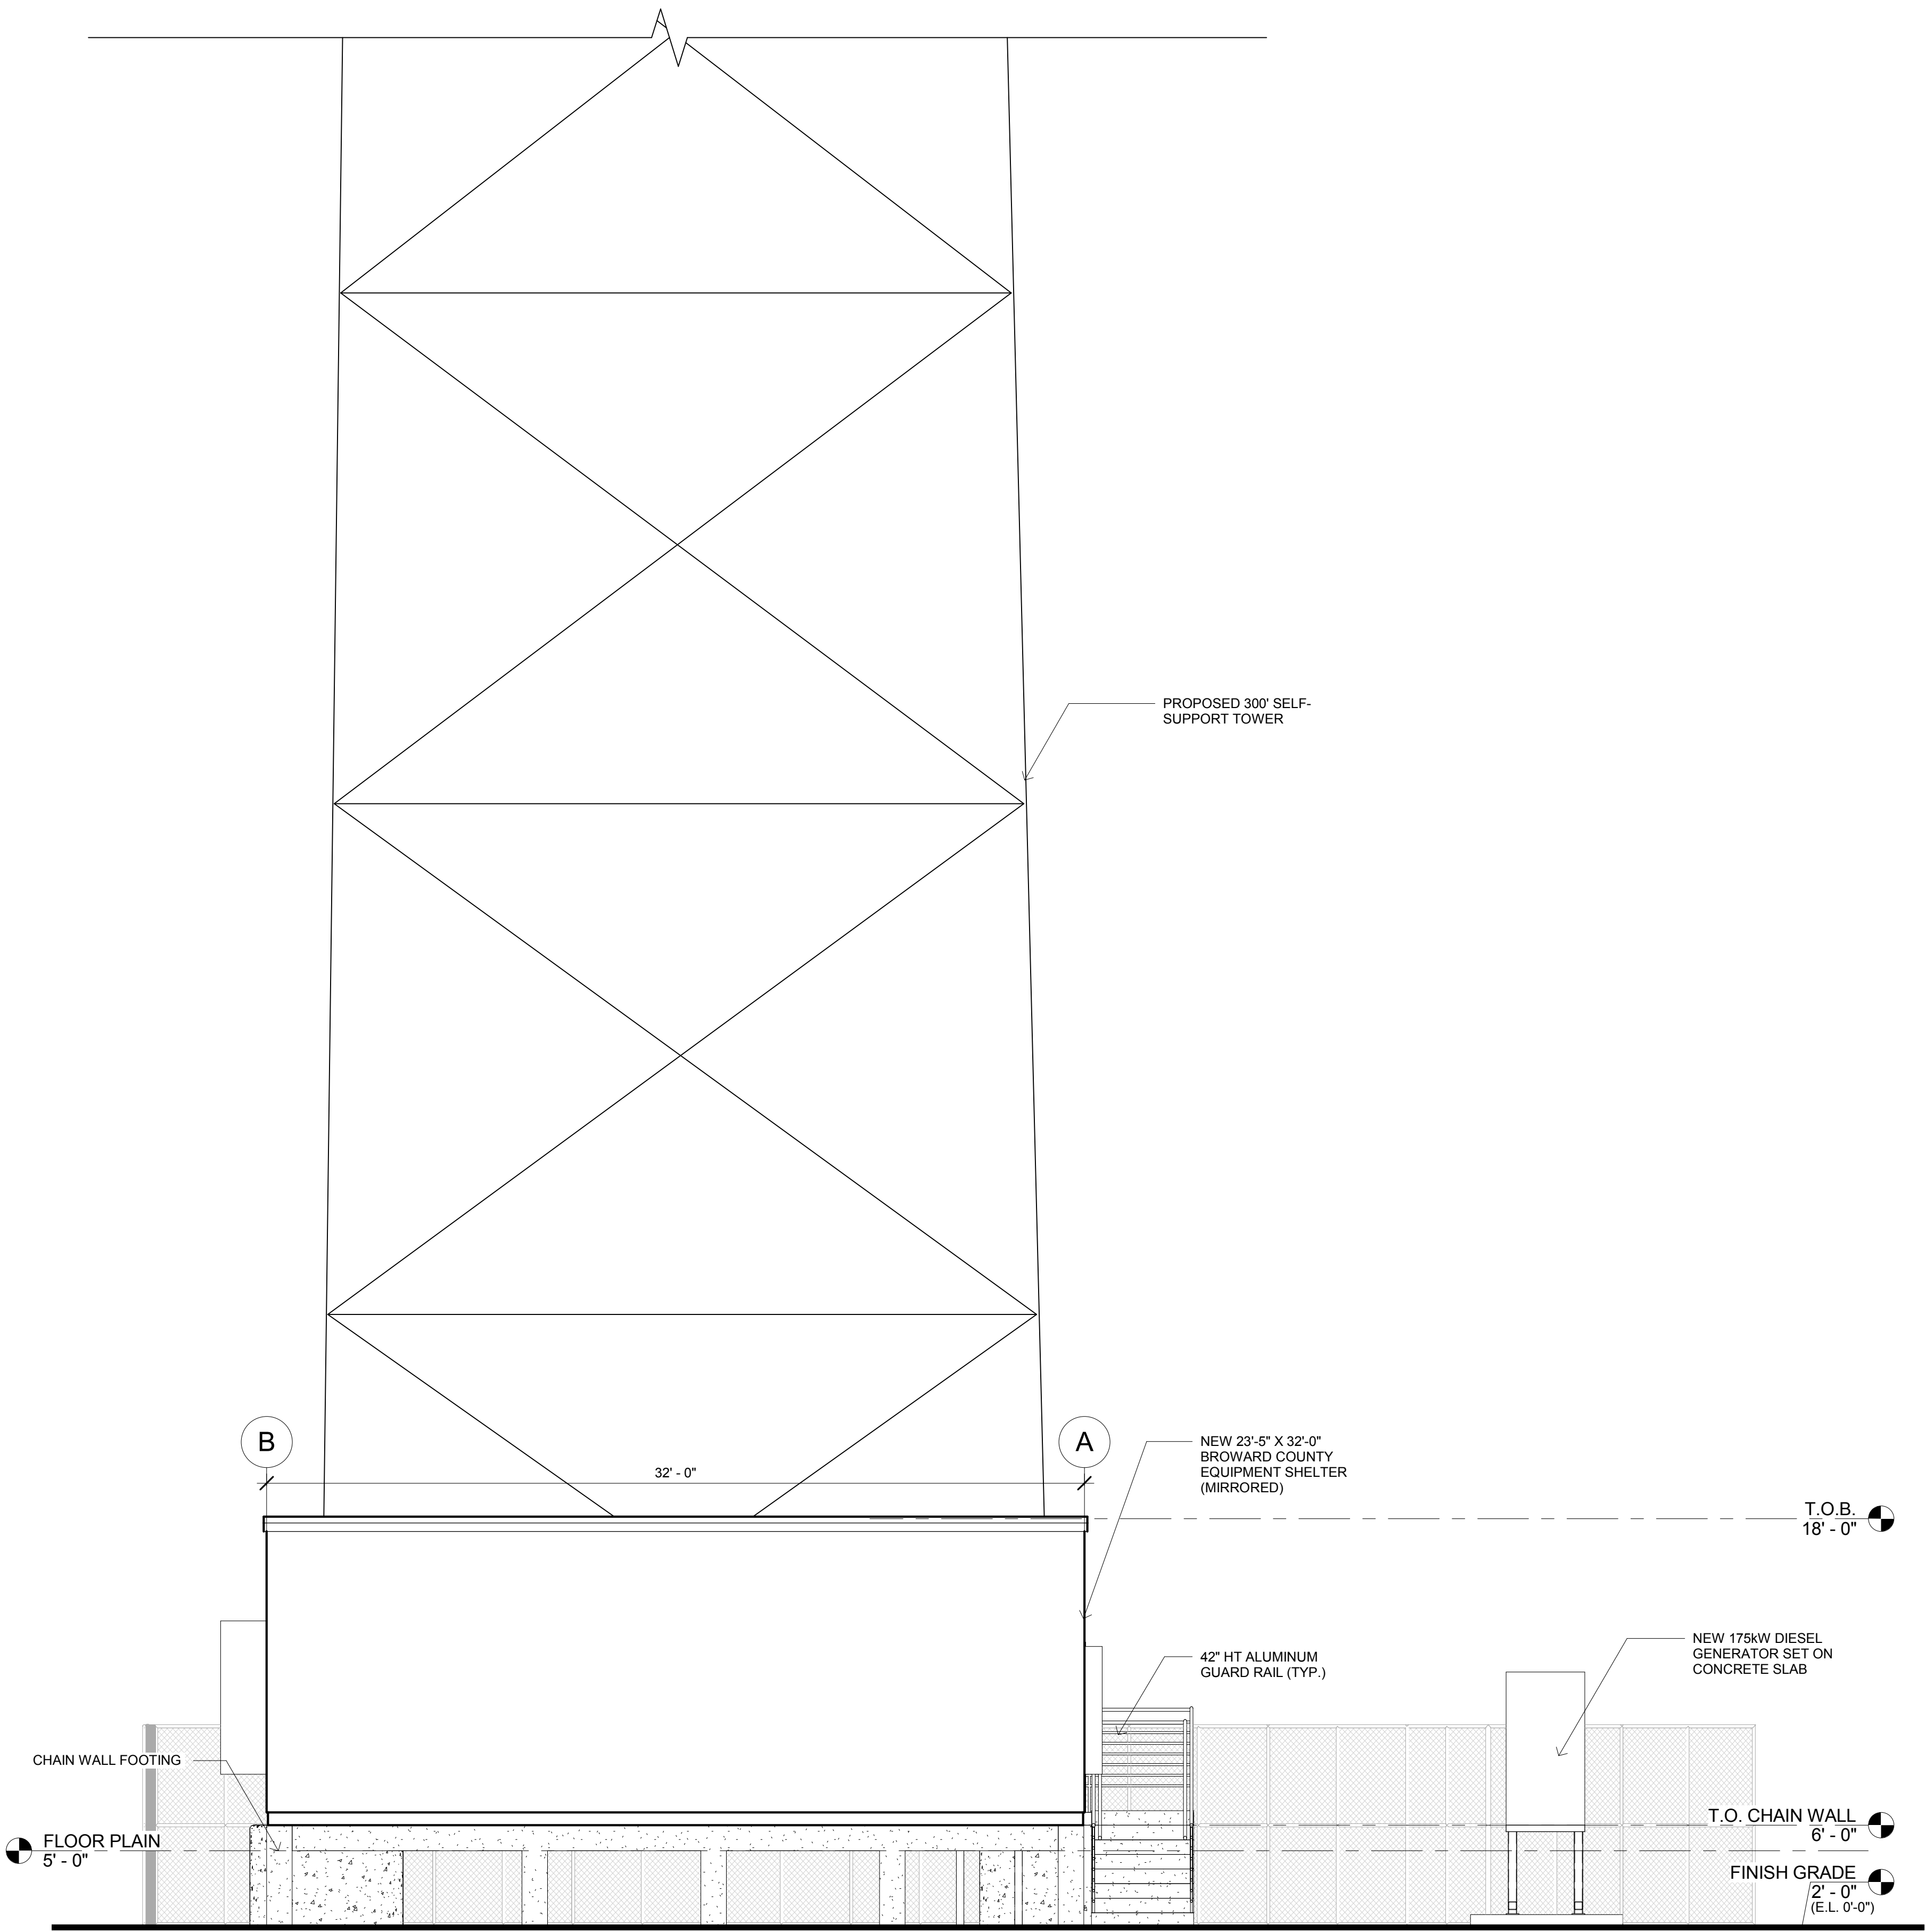 PROPOSED 300' SELF-
SUPPORT TOWER
B
A
32' - 0"
NEW 23'-5" X 32'-0"
BROWARD COUNTY
EQUIPMENT SHELTER
(MIRRORED)
T.O.B.
18' - 0"
42" HT ALUMINUM
GUARD RAIL (TYP.)
NEW 175kW DIESEL
GENERATOR SET ON
CONCRETE SLAB
CHAIN WALL FOOTING
FLOOR PLAIN
5' - 0"
T.O. CHAIN WALL
6' - 0"
FINISH GRADE
2' - 0"
(E.L. 0'-0")